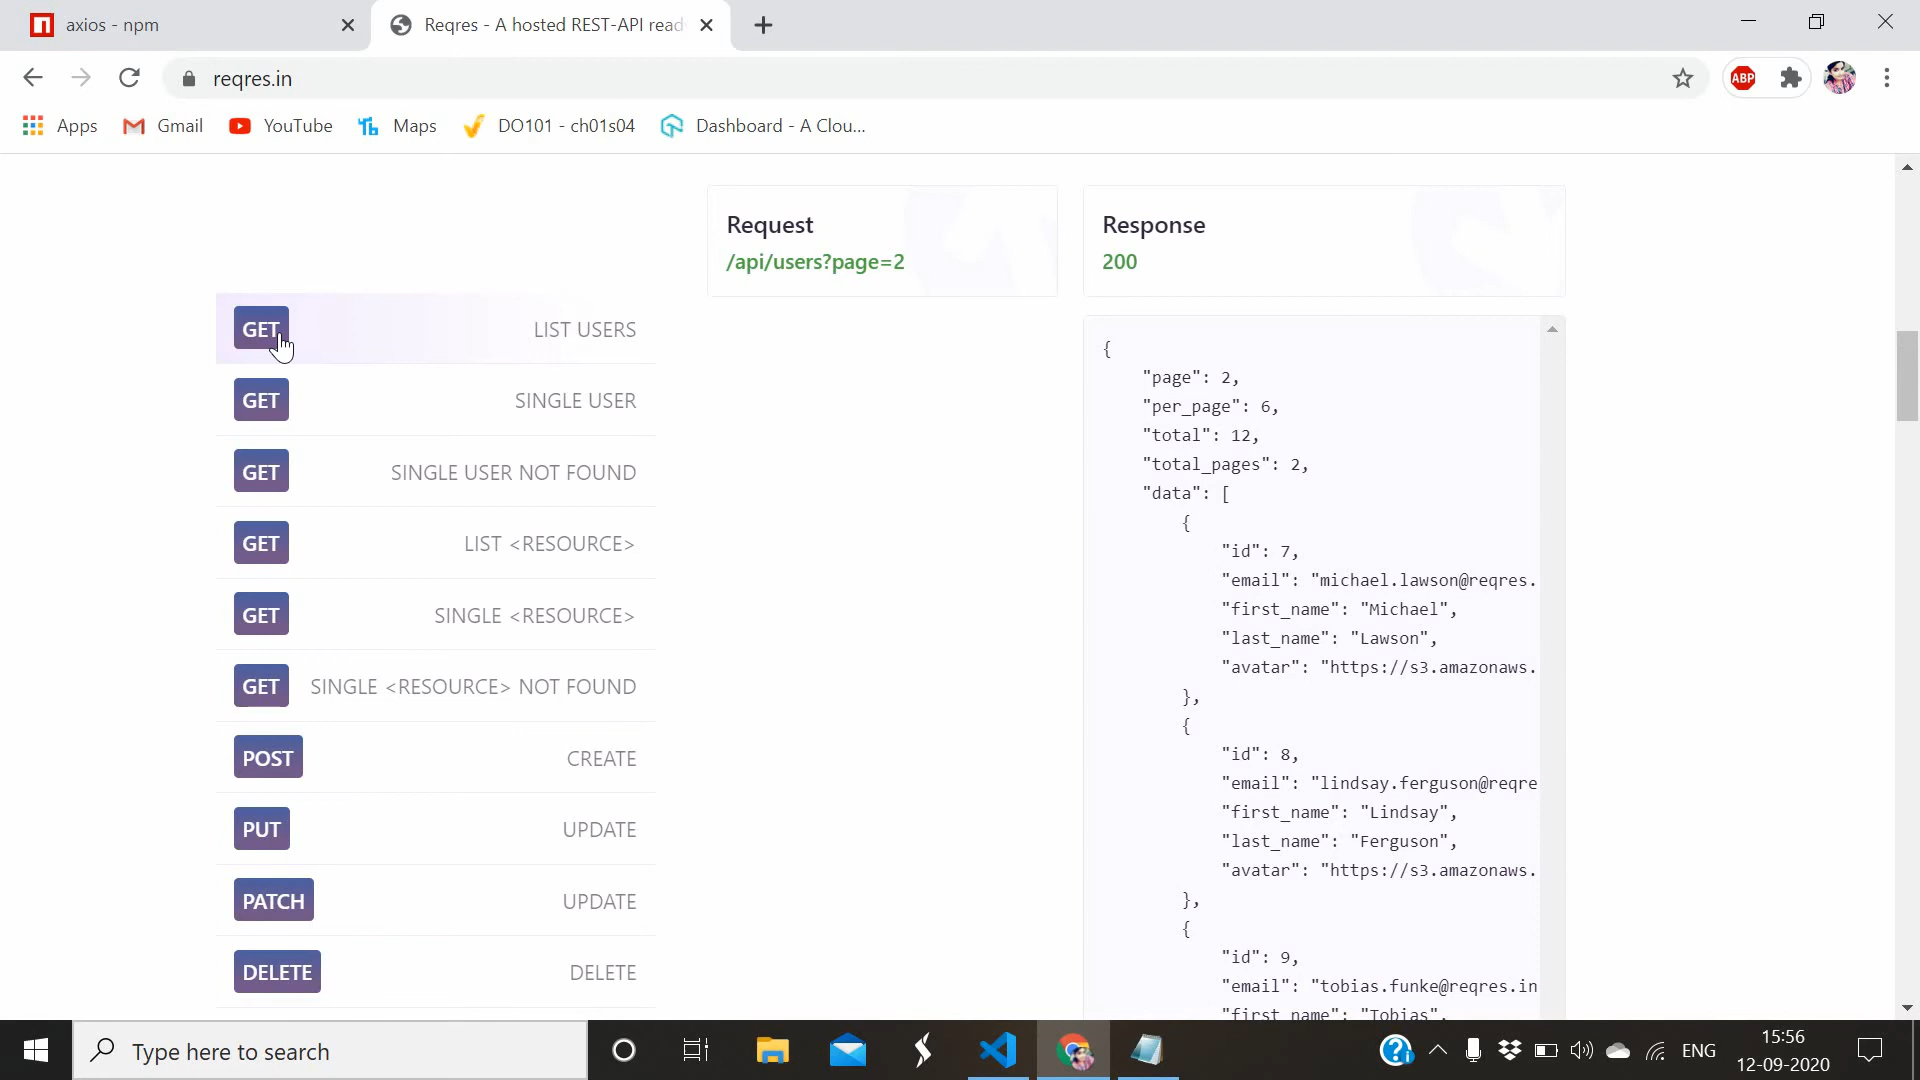 axios - npm
Reqres - A hosted REST-API read
reqres.in
ABP
Apps
Gmail
YouTube
Maps
DO101 - ch01s04
Dashboard - A Clou...
Request
/api/users?page=2
Response
200
GET LIST USERS
GET SINGLE USER
GET SINGLE USER NOT FOUND
GET LIST <RESOURCE>
GET SINGLE <RESOURCE>
GET SINGLE <RESOURCE> NOT FOUND
POST CREATE
PUT UPDATE
PATCH UPDATE
DELETE DELETE
{
"page": 2,
"per_page": 6,
"total": 12,
"total_pages": 2,
"data": [
{
"id": 7,
"email": "michael.lawson@reqres.
"first_name": "Michael",
"last_name": "Lawson",
"avatar": "https://s3.amazonaws.
},
{
"id": 8,
"email": "lindsay.ferguson@reqre
"first_name": "Lindsay",
"last_name": "Ferguson",
"avatar": "https://s3.amazonaws.
},
{
"id": 9,
"email": "tobias.funke@reqres.in
"first_name": "Tobias",
Type here to search
ENG
15:56
12-09-2020